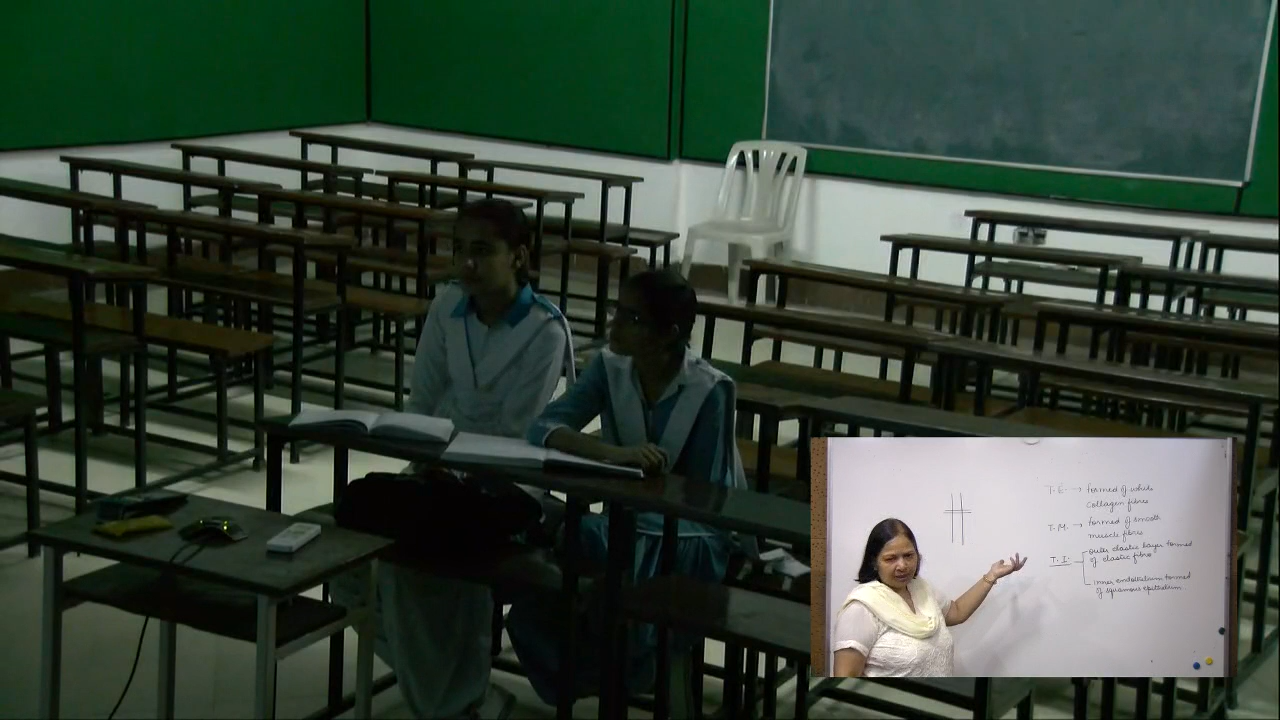 T.E. → formed of white
collagen fibres
T.M. → formed of smooth
muscle fibres
T.I. outer elastic layer formed
of elastic fibre
inner endothelium formed
of squamous epithelium